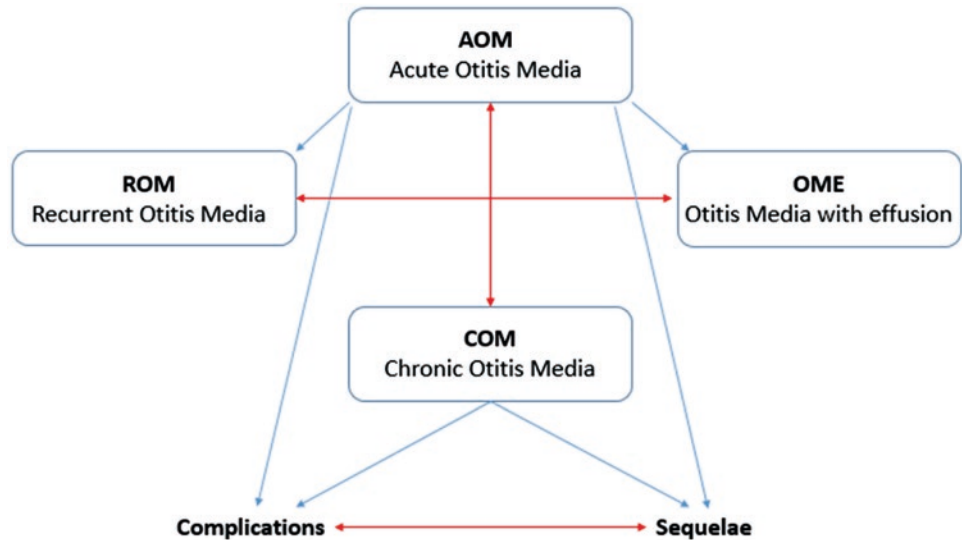 AOM
Acute Otitis Media
ROM
Recurrent Otitis Media
OME
Otitis Media with effusion
COM
Chronic Otitis Media
Complications
Sequelae